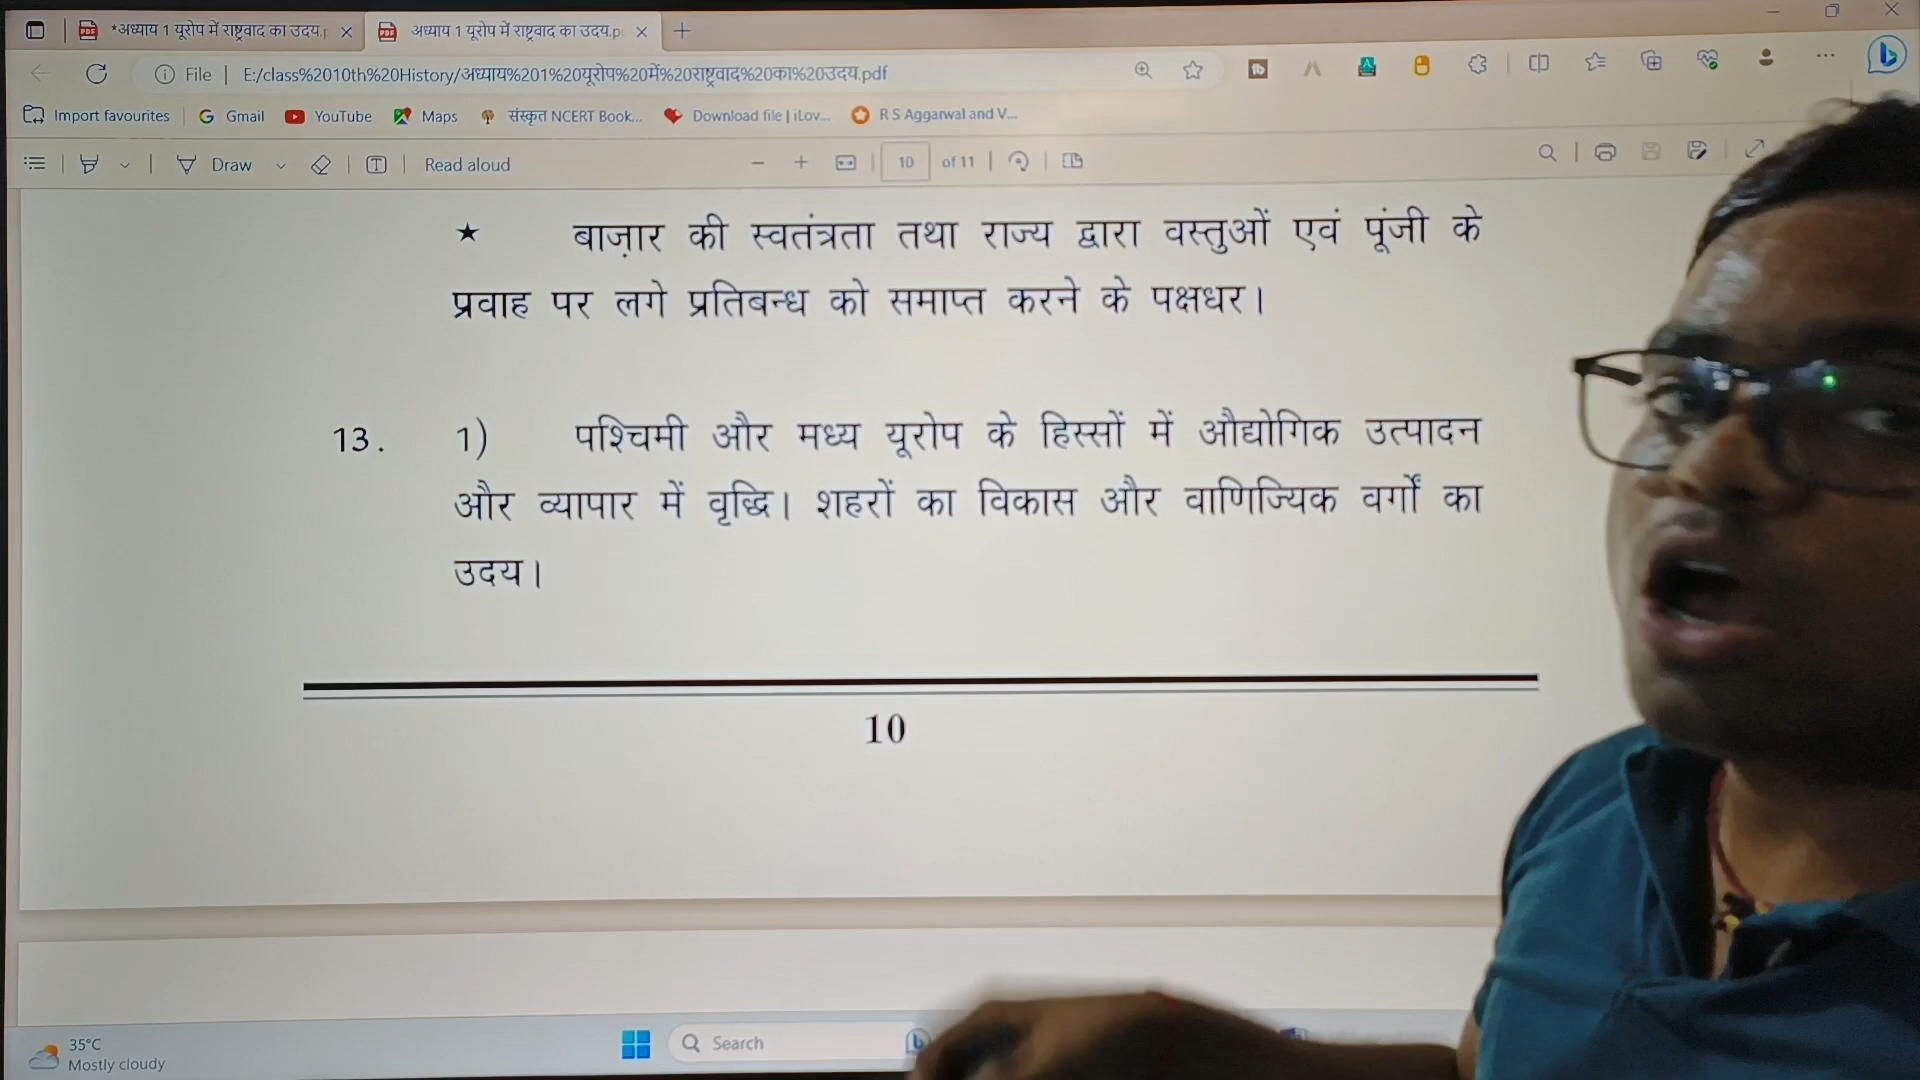 *अध्याय 1 यूरोप में राष्ट्रवाद का उदय.p
अध्याय 1 यूरोप में राष्ट्रवाद का उदय.p
File | E:/class%2010th%20History/अध्याय%201%20यूरोप%20में%20राष्ट्रवाद%20का%20उदय.pdf
Import favourites Gmail YouTube Maps संस्कृत NCERT Book... Download file | iLov... R S Aggarwal and V...
Draw Read aloud 10 of 11
★ बाज़ार की स्वतंत्रता तथा राज्य द्वारा वस्तुओं एवं पूंजी के
प्रवाह पर लगे प्रतिबन्ध को समाप्त करने के पक्षधर।
13. 1) पश्चिमी और मध्य यूरोप के हिस्सों में औद्योगिक उत्पादन
और व्यापार में वृद्धि। शहरों का विकास और वाणिज्यिक वर्गों का
उदय।
10
35°C
Mostly cloudy
Search